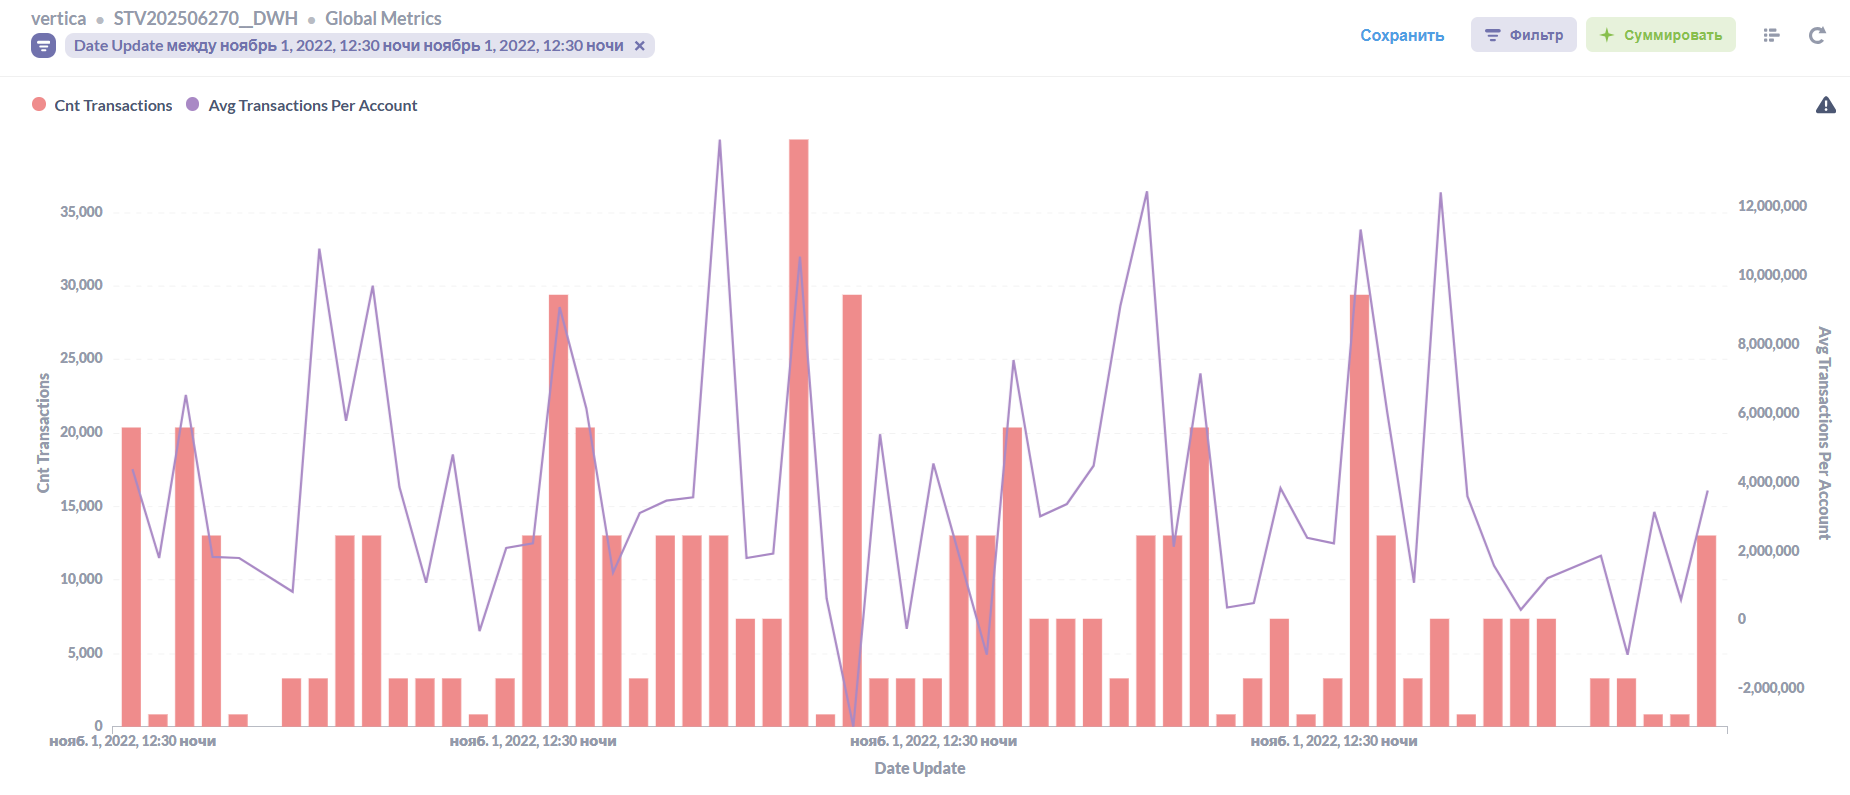 vertica • STV202506270__DWH • Global Metrics
Date Update между ноябрь 1, 2022, 12:30 ночи ноябрь 1, 2022, 12:30 ночи ×
Сохранить
Фильтр
Суммировать
Cnt Transactions
Avg Transactions Per Account
35,000
30,000
25,000
20,000
15,000
10,000
5,000
0
Cnt Transactions
12,000,000
10,000,000
8,000,000
6,000,000
4,000,000
2,000,000
0
-2,000,000
Avg Transactions Per Account
нояб. 1, 2022, 12:30 ночи
нояб. 1, 2022, 12:30 ночи
нояб. 1, 2022, 12:30 ночи
нояб. 1, 2022, 12:30 ночи
Date Update